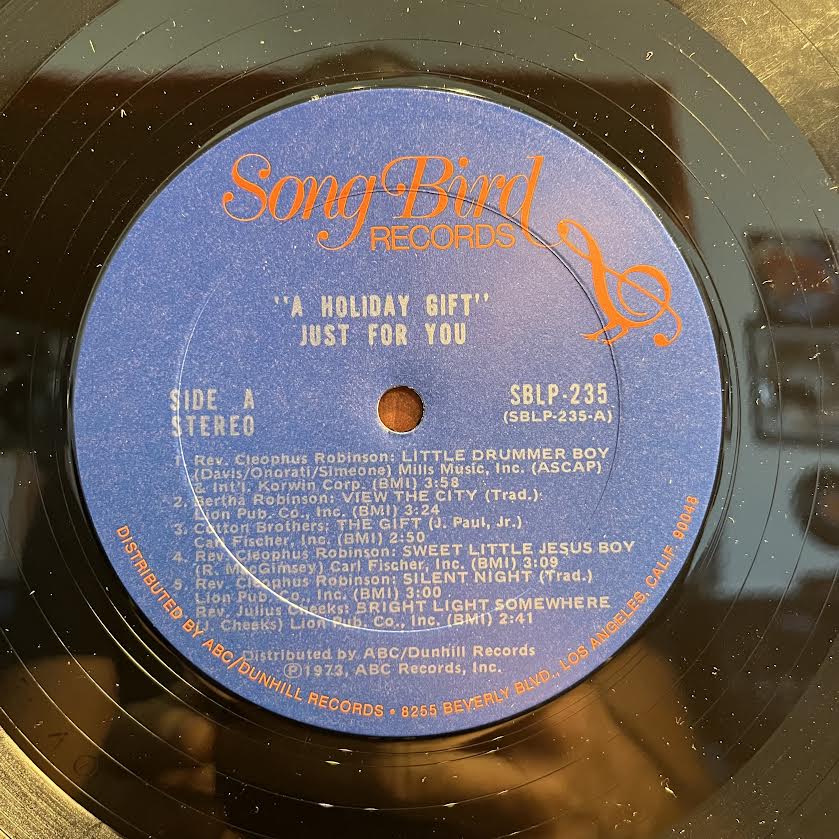 Song Bird
RECORDS
"A HOLIDAY GIFT"
JUST FOR YOU
SIDE A
STEREO
SBLP-235
(SBLP-235-A)
1. Rev. Cleophus Robinson: LITTLE DRUMMER BOY
(Davis/Onorati/Simeone) Mills Music, Inc. (ASCAP)
& Int'l. Korwin Corp. (BMI) 3:58
2. Bertha Robinson: VIEW THE CITY (Trad.)
Lion Pub. Co., Inc. (BMI) 3:24
3. Cotton Brothers: THE GIFT (J. Paul, Jr.)
Carl Fischer, Inc. (BMI) 2:50
4. Rev. Cleophus Robinson: SWEET LITTLE JESUS BOY
(R. MacGimsey) Carl Fischer, Inc. (BMI) 3:09
5. Rev. Cleophus Robinson: SILENT NIGHT (Trad.)
Lion Pub. Co., Inc. (BMI) 3:00
Rev. Julius Cheeks: BRIGHT LIGHT SOMEWHERE
(J. Cheeks) Lion Pub. Co., Inc. (BMI) 2:41
Distributed by ABC/Dunhill Records
Ⓟ1973, ABC Records, Inc.
DISTRIBUTED BY ABC/DUNHILL RECORDS • 8255 BEVERLY BLVD., LOS ANGELES, CALIF. 90048